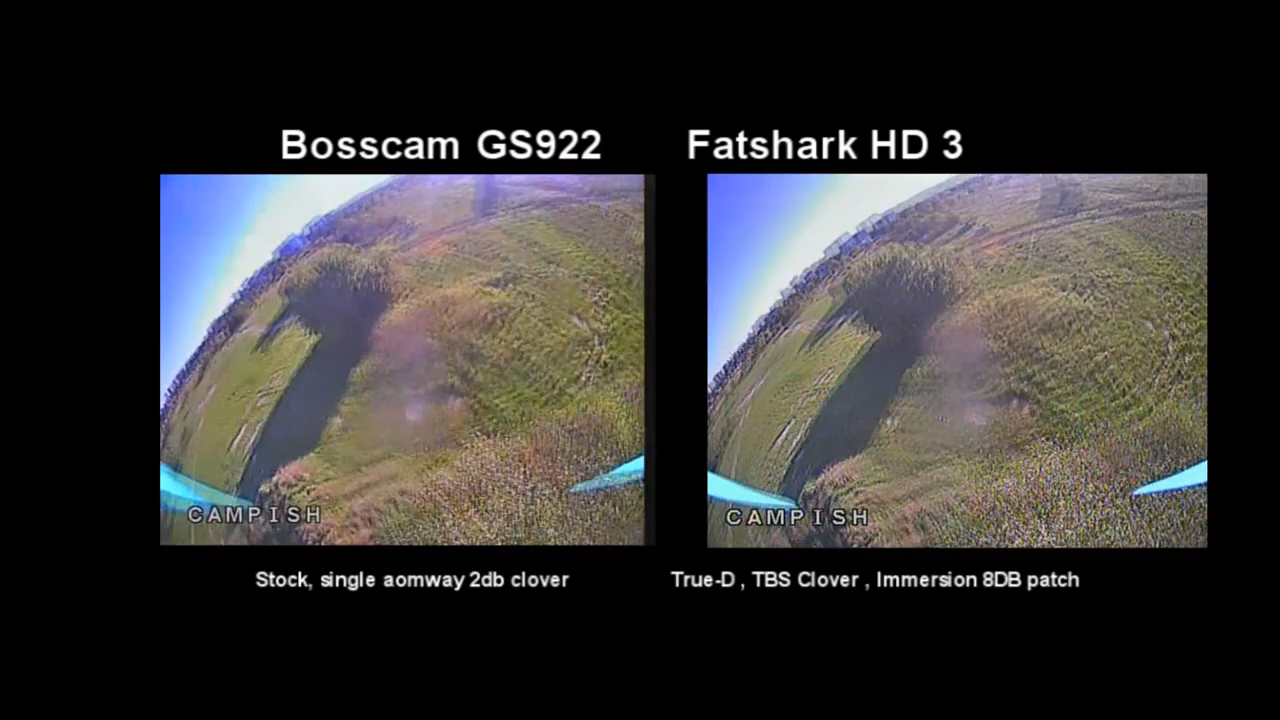 Bosscam GS922
Fatshark HD 3
CAMPISH
CAMPISH
Stock, single aomway 2db clover
True-D , TBS Clover , Immersion 8DB patch